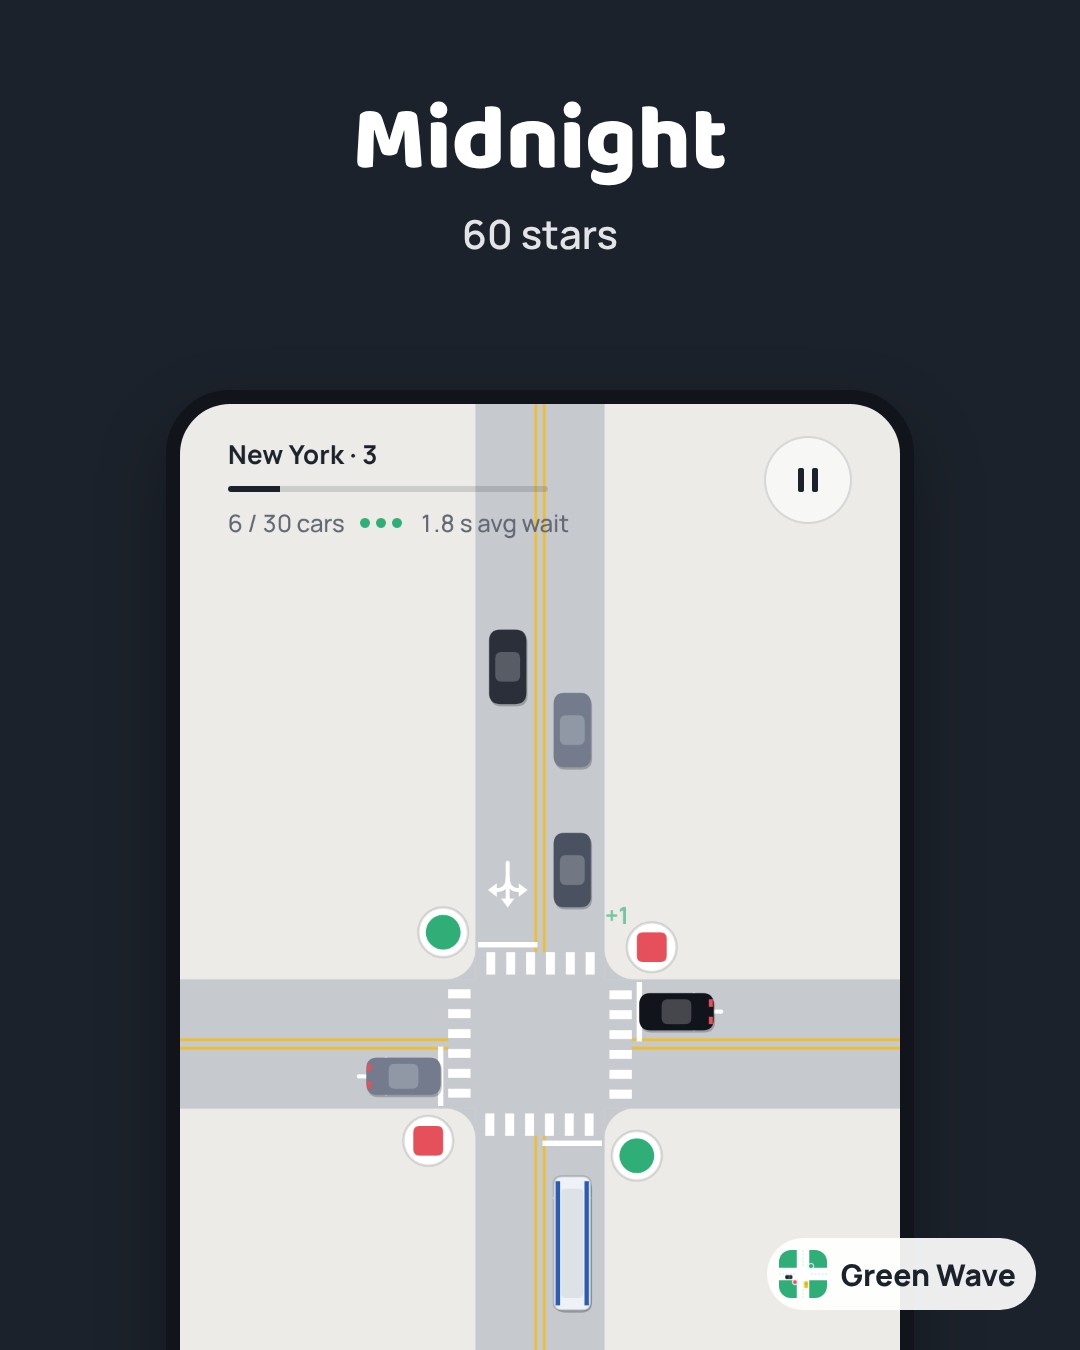 Midnight
60 stars
New York · 3
6 / 30 cars
1.8 s avg wait
+1
Green Wave